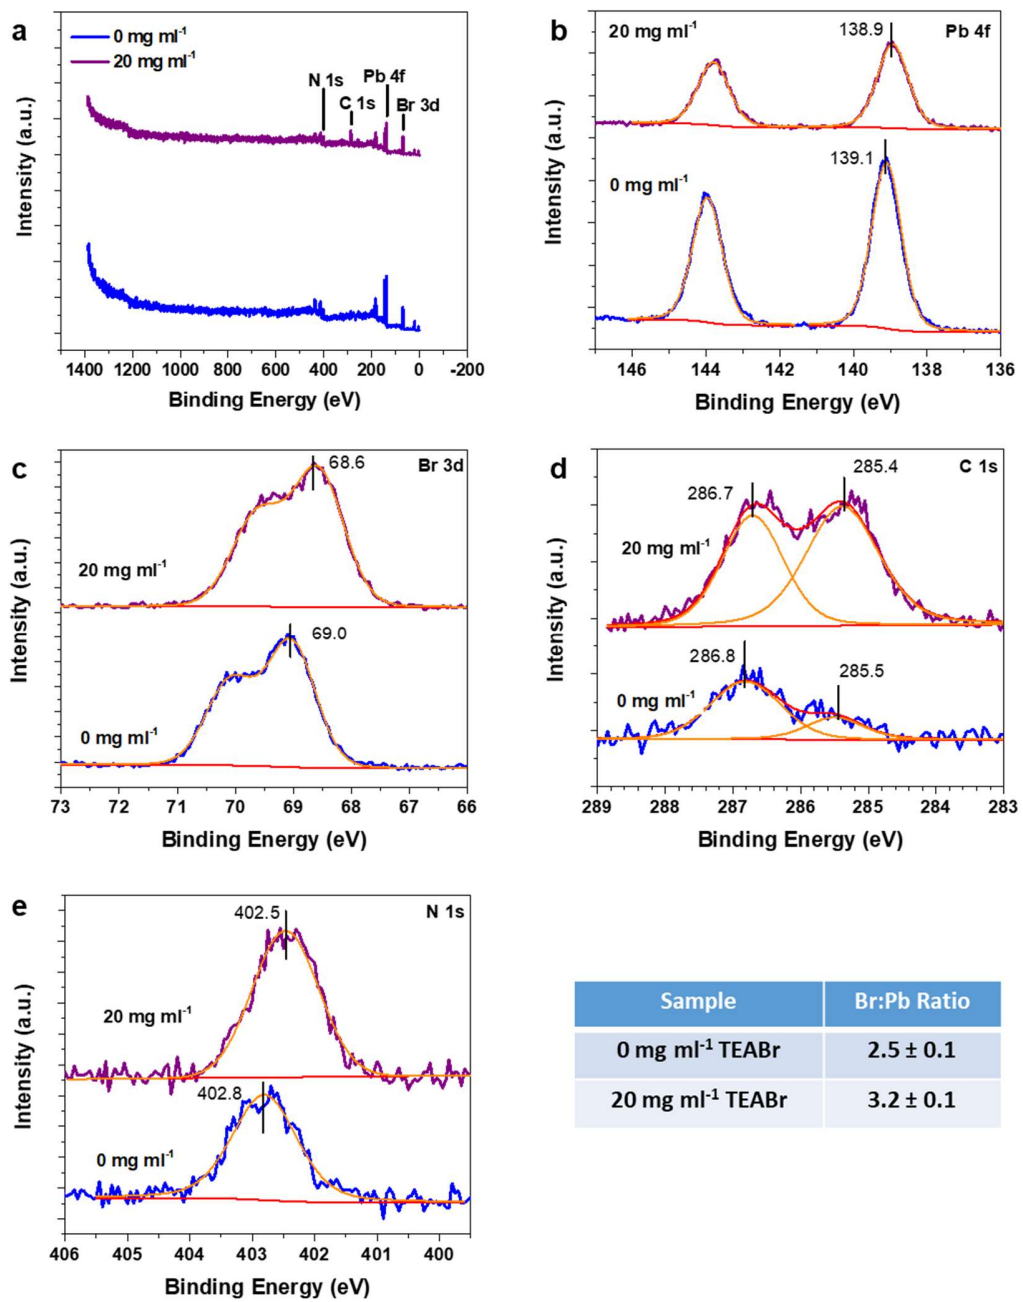 a
0 mg ml⁻¹
20 mg ml⁻¹
N 1s
C 1s
Pb 4f
Br 3d
Intensity (a.u.)
1400 1200 1000 800 600 400 200 0 -200
Binding Energy (eV)
b
20 mg ml⁻¹
138.9
Pb 4f
139.1
0 mg ml⁻¹
Intensity (a.u.)
146 144 142 140 138 136
Binding Energy (eV)
c
Br 3d
68.6
20 mg ml⁻¹
69.0
0 mg ml⁻¹
Intensity (a.u.)
73 72 71 70 69 68 67 66
Binding Energy (eV)
d
C 1s
286.7
285.4
20 mg ml⁻¹
286.8
285.5
0 mg ml⁻¹
Intensity (a.u.)
289 288 287 286 285 284 283
Binding Energy (eV)
e
N 1s
402.5
20 mg ml⁻¹
402.8
0 mg ml⁻¹
Intensity (a.u.)
406 405 404 403 402 401 400
Binding Energy (eV)
Sample Br:Pb Ratio
0 mg ml⁻¹ TEABr 2.5 ± 0.1
20 mg ml⁻¹ TEABr 3.2 ± 0.1